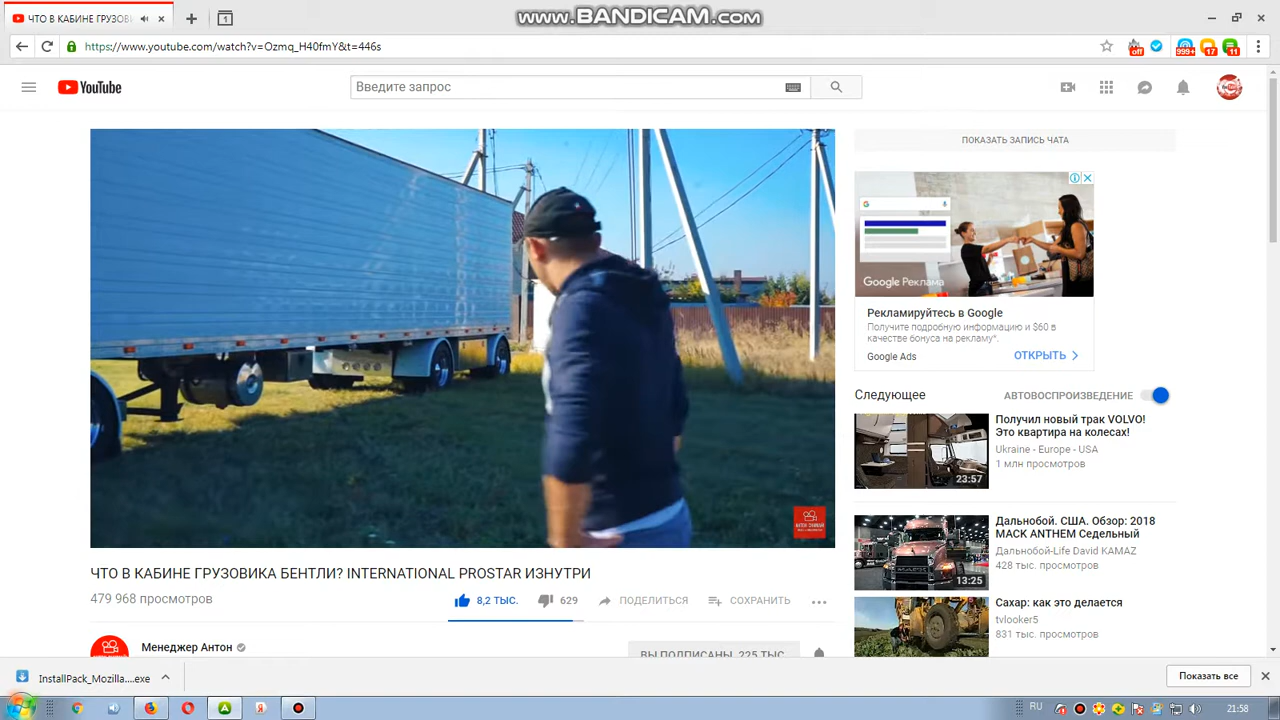 www.BANDICAM.com
ЧТО В КАБИНЕ ГРУЗОВИ
1
https://www.youtube.com/watch?v=Ozmq_H40fmY&t=446s
off
999+
17
11
YouTube
Введите запрос
ПОКАЗАТЬ ЗАПИСЬ ЧАТА
Google Реклама
Рекламируйтесь в Google
Получите подробную информацию и $60 в
качестве бонуса на рекламу*.
Google Ads
ОТКРЫТЬ
Следующее
АВТОВОСПРОИЗВЕДЕНИЕ
Получил новый трак VOLVO!
Это квартира на колесах!
Ukraine - Europe - USA
1 млн просмотров
23:57
Дальнобой. США. Обзор: 2018
MACK ANTHEM Седельный
Дальнобой-Life David KAMAZ
428 тыс. просмотров
13:25
Сахар: как это делается
tvlooker5
831 тыс. просмотров
ЧТО В КАБИНЕ ГРУЗОВИКА БЕНТЛИ? INTERNATIONAL PROSTAR ИЗНУТРИ
479 968 просмотров
8,2 ТЫС.
629
ПОДЕЛИТЬСЯ
СОХРАНИТЬ
Менеджер Антон
ВЫ ПОДПИСАНЫ 225 ТЫС.
InstallPack_Mozilla....exe
Показать все
RU
21:58